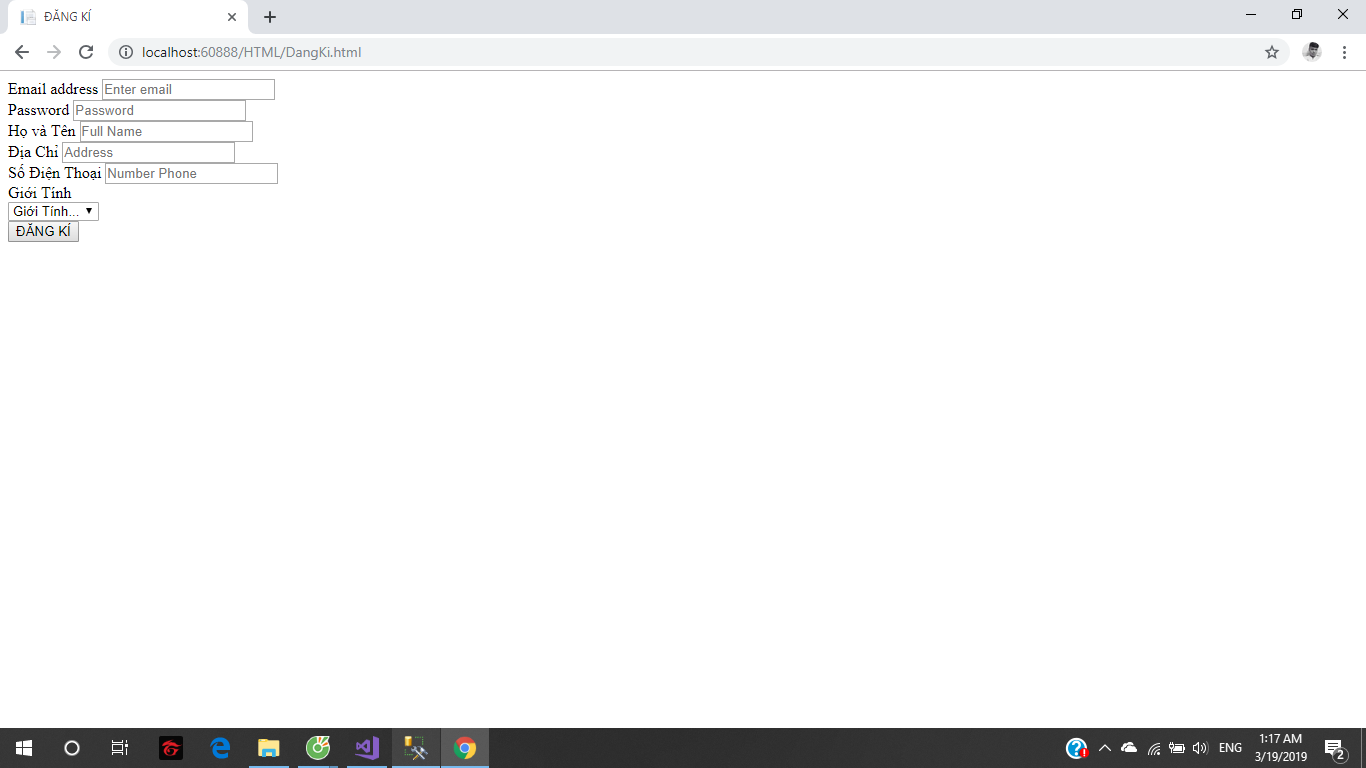 ĐĂNG KÍ
localhost:60888/HTML/DangKi.html
Email address Enter email
Password Password
Họ và Tên Full Name
Địa Chỉ Address
Số Điện Thoại Number Phone
Giới Tính
Giới Tính...
ĐĂNG KÍ
ENG
1:17 AM
3/19/2019
2